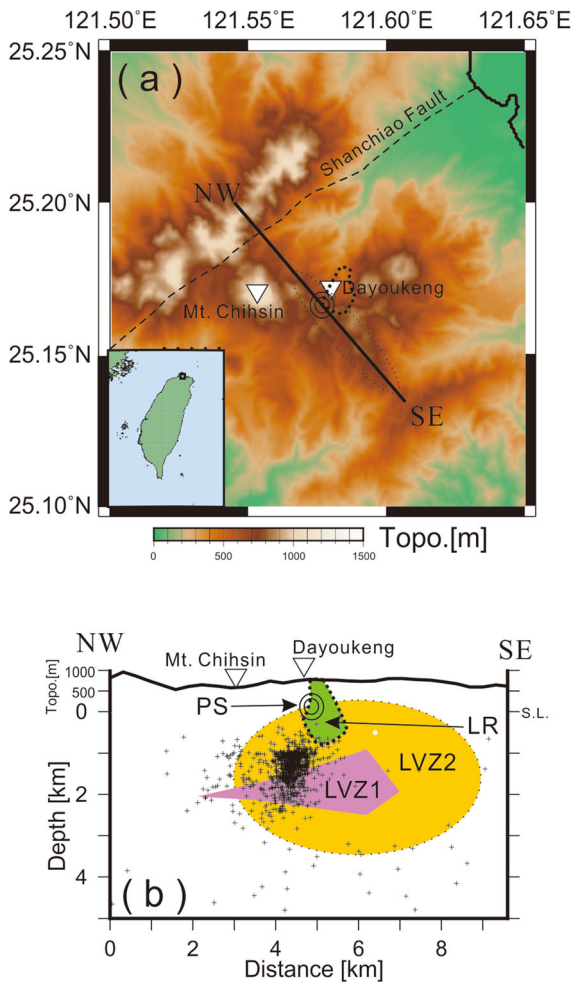 121.50°E 121.55°E 121.60°E 121.65°E
25.25°N
( a )
Shanchiao Fault
NW
25.20°N
Dayoukeng
Mt. Chihsin
25.15°N
SE
25.10°N
Topo.[m]
0 500 1000 1500
NW SE
Mt. Chihsin Dayoukeng
Topo.[m]
1000
500
0
PS
LR
S.L.
LVZ2
LVZ1
Depth [km]
2
4
( b )
0 2 4 6 8
Distance [km]